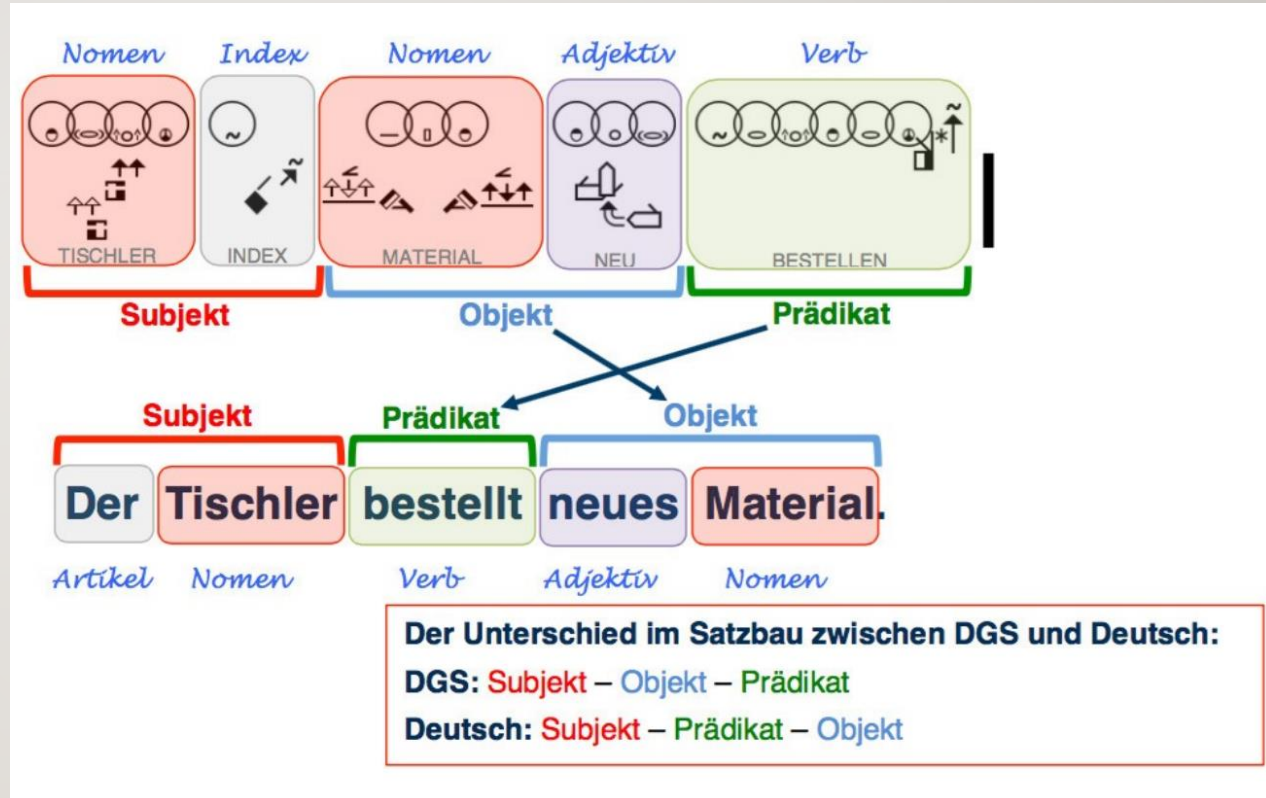 Nomen Index Nomen Adjektiv Verb
TISCHLER INDEX MATERIAL NEU BESTELLEN
Subjekt Objekt Prädikat
Subjekt Prädikat Objekt
Der Tischler bestellt neues Material.
Artikel Nomen Verb Adjektiv Nomen
Der Unterschied im Satzbau zwischen DGS und Deutsch:
DGS: Subjekt – Objekt – Prädikat
Deutsch: Subjekt – Prädikat – Objekt